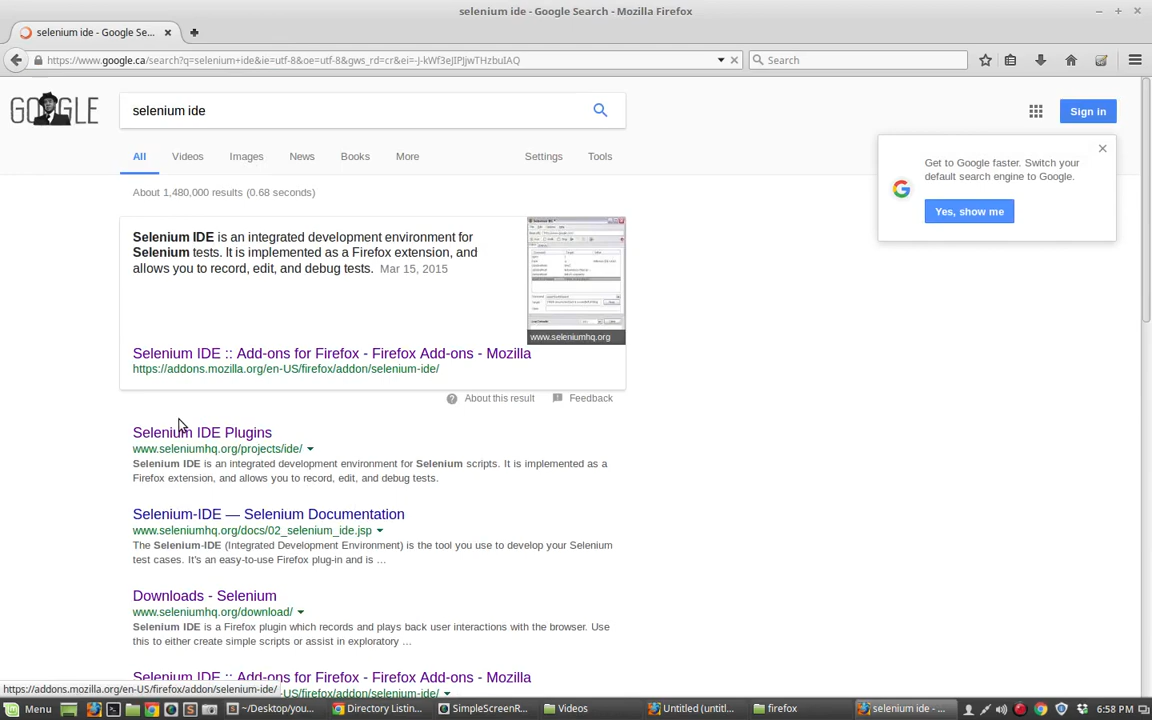 selenium ide - Google Search - Mozilla Firefox
selenium ide - Google Se...
https://www.google.ca/search?q=selenium+ide&ie=utf-8&oe=utf-8&gws_rd=cr&ei=-j-kWf3eJIPJjwTHzbuIAQ
Search
GOOGLE
selenium ide
Sign in
All
Videos
Images
News
Books
More
Settings
Tools
Get to Google faster. Switch your
default search engine to Google.
Yes, show me
About 1,480,000 results (0.68 seconds)
Selenium IDE is an integrated development environment for
Selenium tests. It is implemented as a Firefox extension, and
allows you to record, edit, and debug tests. Mar 15, 2015
www.seleniumhq.org
Selenium IDE :: Add-ons for Firefox - Firefox Add-ons - Mozilla
https://addons.mozilla.org/en-US/firefox/addon/selenium-ide/
About this result
Feedback
Selenium IDE Plugins
www.seleniumhq.org/projects/ide/
Selenium IDE is an integrated development environment for Selenium scripts. It is implemented as a
Firefox extension, and allows you to record, edit, and debug tests.
Selenium-IDE — Selenium Documentation
www.seleniumhq.org/docs/02_selenium_ide.jsp
The Selenium-IDE (Integrated Development Environment) is the tool you use to develop your Selenium
test cases. It's an easy-to-use Firefox plug-in and is ...
Downloads - Selenium
www.seleniumhq.org/download/
Selenium IDE is a Firefox plugin which records and plays back user interactions with the browser. Use
this to either create simple scripts or assist in exploratory ...
Selenium IDE :: Add-ons for Firefox - Firefox Add-ons - Mozilla
https://addons.mozilla.org/en-US/firefox/addon/selenium-ide/
-US/firefox/addon/selenium-ide/
Menu
~/Desktop/you...
Directory Listin...
SimpleScreenR...
Videos
Untitled (untitl...
firefox
selenium ide - ...
6:58 PM